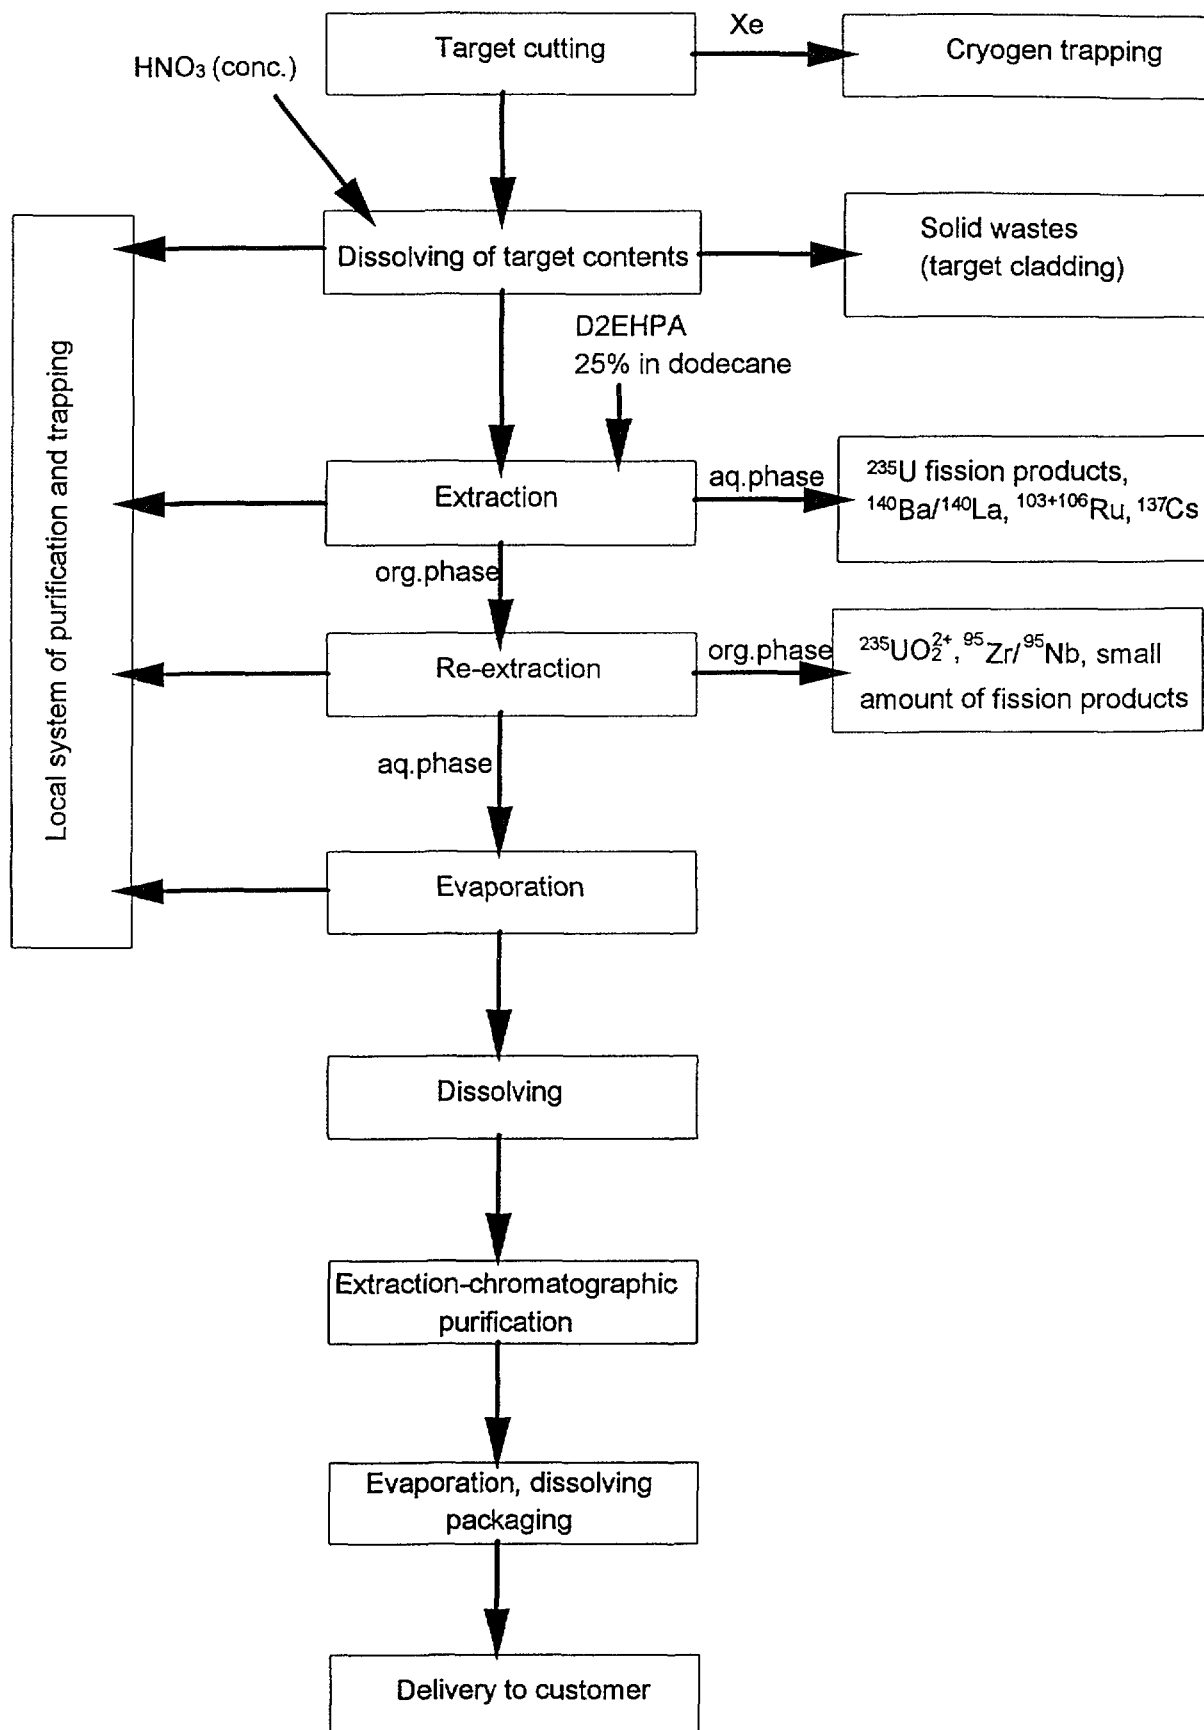 Target cutting
Xe
Cryogen trapping
HNO₃ (conc.)
Dissolving of target contents
Solid wastes
(target cladding)
Local system of purification and trapping
D2EHPA
25% in dodecane
Extraction
aq.phase
²³⁵U fission products,
¹⁴⁰Ba/¹⁴⁰La, ¹⁰³⁺¹⁰⁶Ru, ¹³⁷Cs
org.phase
Re-extraction
org.phase
²³⁵UO₂²⁺, ⁹⁵Zr/⁹⁵Nb, small
amount of fission products
aq.phase
Evaporation
Dissolving
Extraction-chromatographic
purification
Evaporation, dissolving
packaging
Delivery to customer